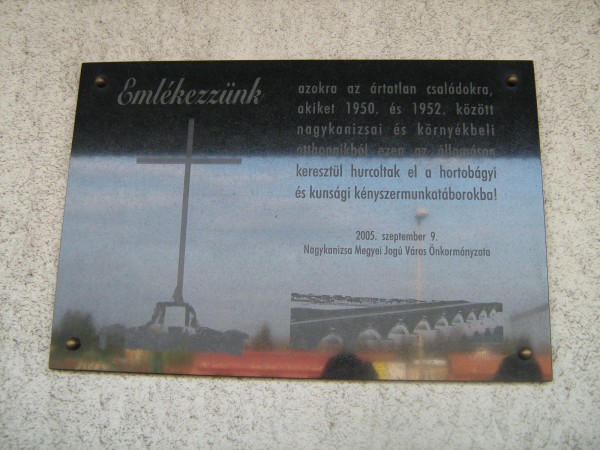 Emlékezzünk
azokra az ártatlan családokra,
akiket 1950. és 1952. között
nagykanizsai és környékbeli
otthonaikból ezen az állomáson
keresztül hurcoltak el a hortobágyi
és kunsági kényszermunkatáborokba!
2005. szeptember 9.
Nagykanizsa Megyei Jogú Város Önkormányzata